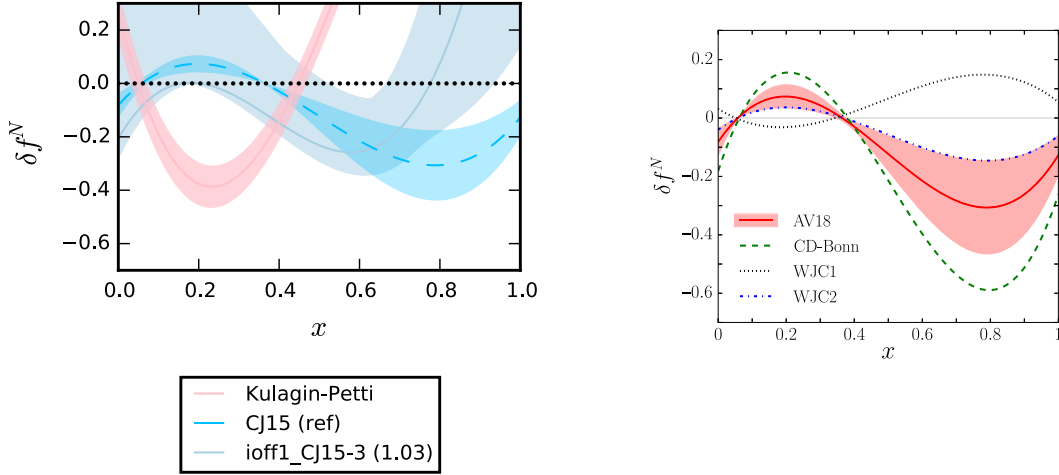 0.2
0.0
−0.2
−0.4
−0.6
δf^N
0.0 0.2 0.4 0.6 0.8 1.0
x
Kulagin-Petti
CJ15 (ref)
ioff1_CJ15-3 (1.03)
0.2
0
−0.2
−0.4
−0.6
δf^N
AV18
CD-Bonn
WJC1
WJC2
0 0.2 0.4 0.6 0.8 1
x